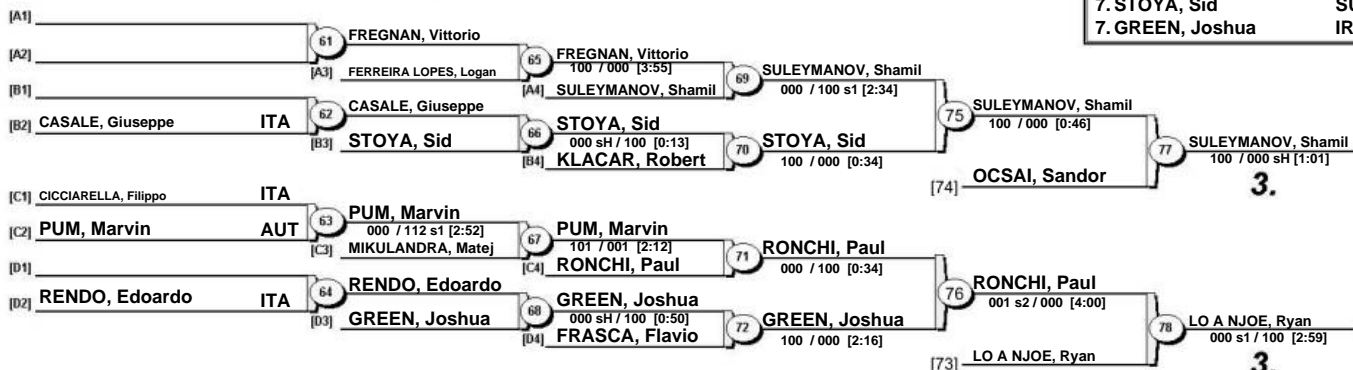 7. STOYA, Sid SU
7. GREEN, Joshua IR
[A1]
61 FREGNAN, Vittorio
[A2]
[A3] FERREIRA LOPES, Logan
65 FREGNAN, Vittorio
100 / 000 [3:55]
[A4] SULEYMANOV, Shamil
69 SULEYMANOV, Shamil
000 / 100 s1 [2:34]
[B1]
[B2] CASALE, Giuseppe ITA
62 CASALE, Giuseppe
[B3] STOYA, Sid
66 STOYA, Sid
000 sH / 100 [0:13]
[B4] KLACAR, Robert
70 STOYA, Sid
100 / 000 [0:34]
75 SULEYMANOV, Shamil
100 / 000 [0:46]
[74] OCSAI, Sandor
77 SULEYMANOV, Shamil
100 / 000 sH [1:01]
3.
[C1] CICCIARELLA, Filippo ITA
[C2] PUM, Marvin AUT
63 PUM, Marvin
000 / 112 s1 [2:52]
[C3] MIKULANDRA, Matej
67 PUM, Marvin
101 / 001 [2:12]
[C4] RONCHI, Paul
71 RONCHI, Paul
000 / 100 [0:34]
[D1]
[D2] RENDO, Edoardo ITA
64 RENDO, Edoardo
[D3] GREEN, Joshua
68 GREEN, Joshua
000 sH / 100 [0:50]
[D4] FRASCA, Flavio
72 GREEN, Joshua
100 / 000 [2:16]
76 RONCHI, Paul
001 s2 / 000 [4:00]
[73] LO A NJOE, Ryan
78 LO A NJOE, Ryan
000 s1 / 100 [2:59]
3.